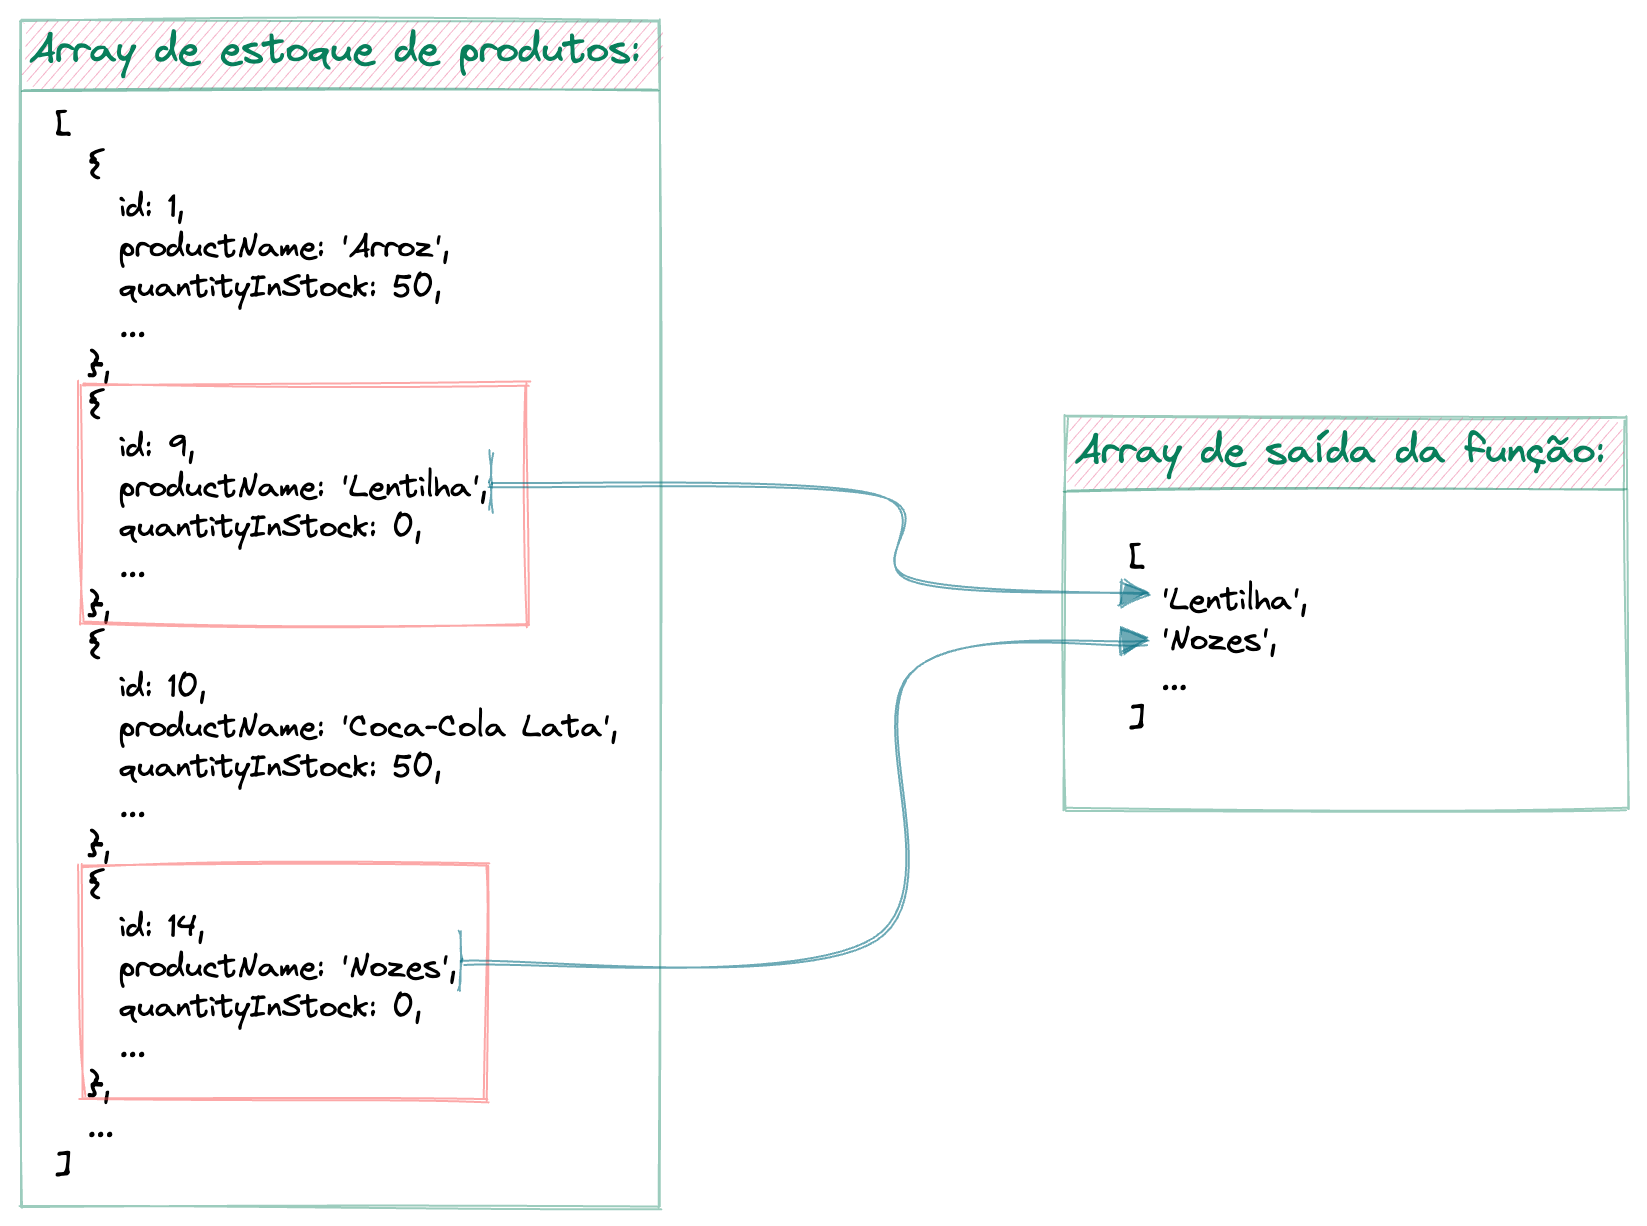 Array de estoque de produtos:
[
{
id: 1,
productName: 'Arroz',
quantityInStock: 50,
...
},
{
id: 9,
productName: 'Lentilha',
quantityInStock: 0,
...
},
{
id: 10,
productName: 'Coca-Cola Lata',
quantityInStock: 50,
...
},
{
id: 14,
productName: 'Nozes',
quantityInStock: 0,
...
},
...
]
Array de saída da função:
[
'Lentilha',
'Nozes',
...
]